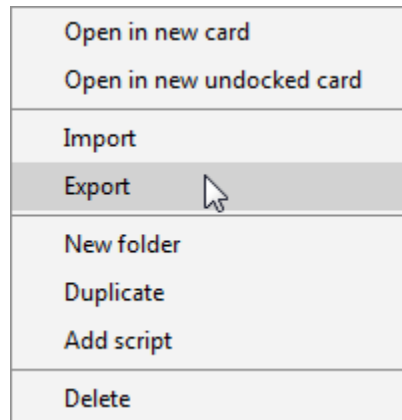 Open in new card
Open in new undocked card
Import
Export
New folder
Duplicate
Add script
Delete